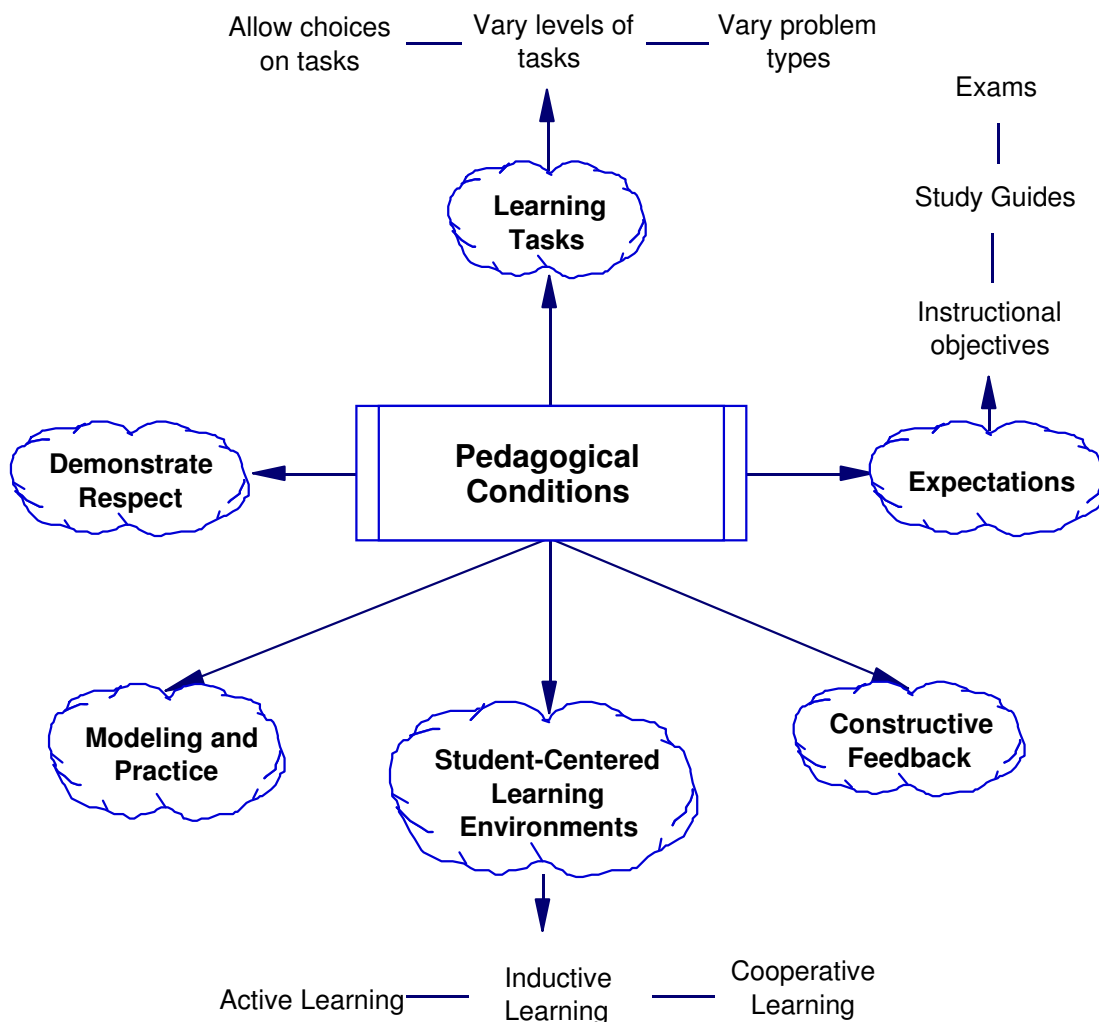 Allow choices
on tasks
Vary levels of
tasks
Vary problem
types
Exams
Study Guides
Instructional
objectives
Learning
Tasks
Pedagogical
Conditions
Demonstrate
Respect
Expectations
Modeling and
Practice
Student-Centered
Learning
Environments
Constructive
Feedback
Active Learning
Inductive
Learning
Cooperative
Learning